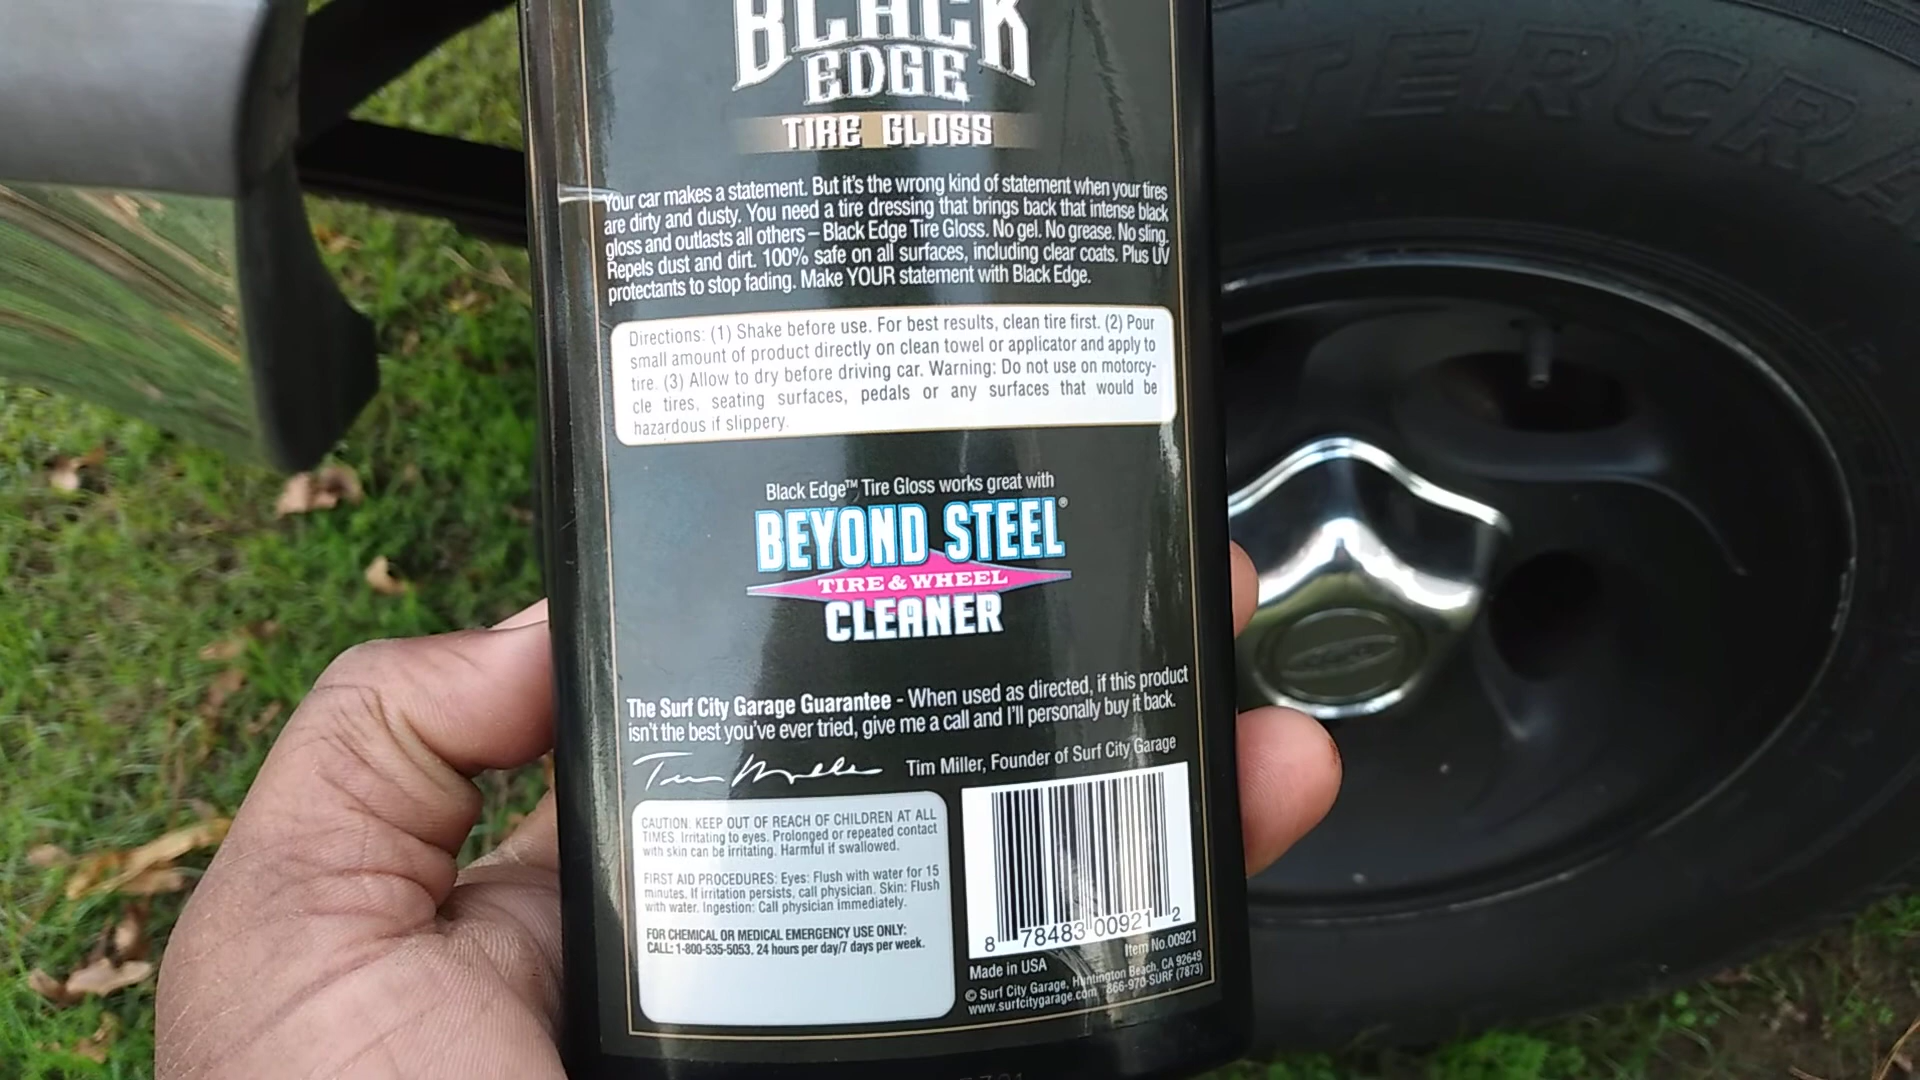 BLACK
EDGE
TIRE GLOSS
Your car makes a statement. But it's the wrong kind of statement when your tires
are dirty and dusty. You need a tire dressing that brings back that intense black
gloss and outlasts all others – Black Edge Tire Gloss. No gel. No grease. No sling.
Repels dust and dirt. 100% safe on all surfaces, including clear coats. Plus UV
protectants to stop fading. Make YOUR statement with Black Edge.
Directions: (1) Shake before use. For best results, clean tire first. (2) Pour
small amount of product directly on clean towel or applicator and apply to
tire. (3) Allow to dry before driving car. Warning: Do not use on motorcy-
cle tires, seating surfaces, pedals or any surfaces that would be
hazardous if slippery.
Black Edge™ Tire Gloss works great with
BEYOND STEEL®
TIRE & WHEEL
CLEANER
The Surf City Garage Guarantee - When used as directed, if this product
isn't the best you've ever tried, give me a call and I'll personally buy it back.
Tim Miller Tim Miller, Founder of Surf City Garage
CAUTION: KEEP OUT OF REACH OF CHILDREN AT ALL
TIMES. Irritating to eyes. Prolonged or repeated contact
with skin can be irritating. Harmful if swallowed.
FIRST AID PROCEDURES: Eyes: Flush with water for 15
minutes. If irritation persists, call physician. Skin: Flush
with water. Ingestion: Call physician immediately.
FOR CHEMICAL OR MEDICAL EMERGENCY USE ONLY:
CALL: 1-800-535-5053. 24 hours per day/7 days per week.
8 78483 00921 2
Item No.00921
Made in USA
© Surf City Garage, Huntington Beach, CA 92649
www.surfcitygarage.com 866-970-SURF (7873)
TERCRA